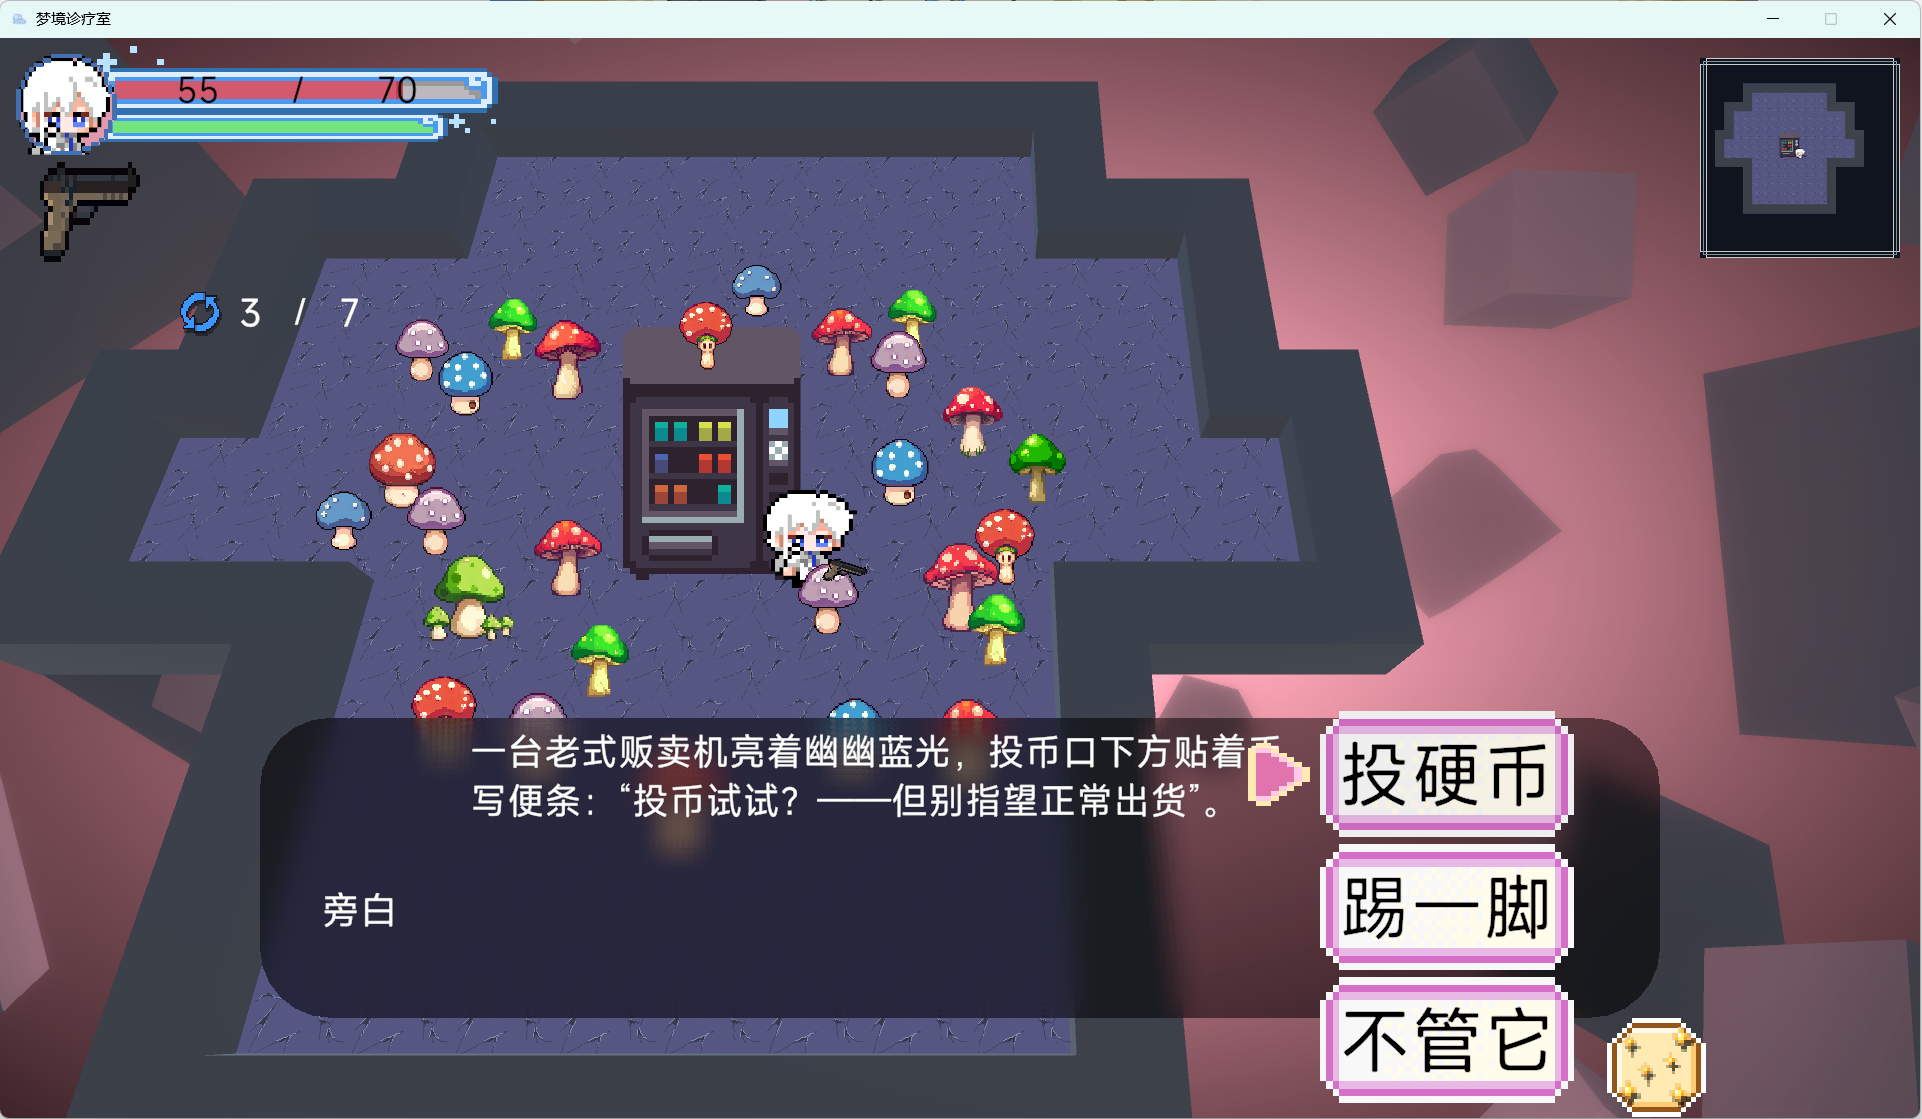 梦境诊疗室
55 / 70
3 / 7
一台老式贩卖机亮着幽幽蓝光，投币口下方贴着手
写便条：“投币试试？——但别指望正常出货”。
旁白
投硬币
踢一脚
不管它